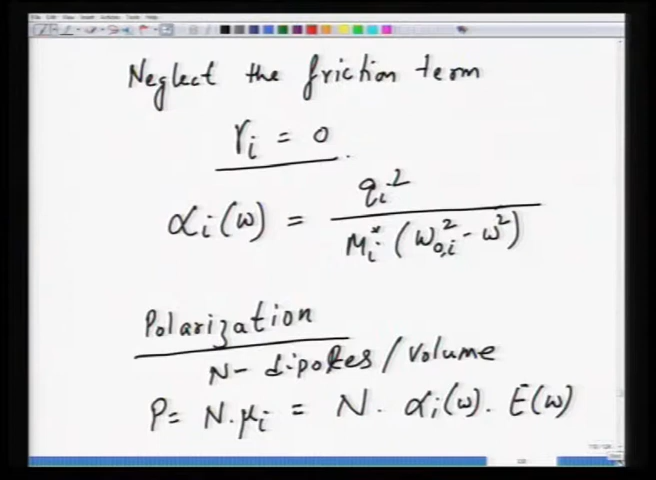 Neglect the friction term
γi = 0
αi(ω) = qi² / Mi* (ω0,i² - ω²)
Polarization
N- dipoles / volume
P = N . μi = N . αi(ω) . E(ω)